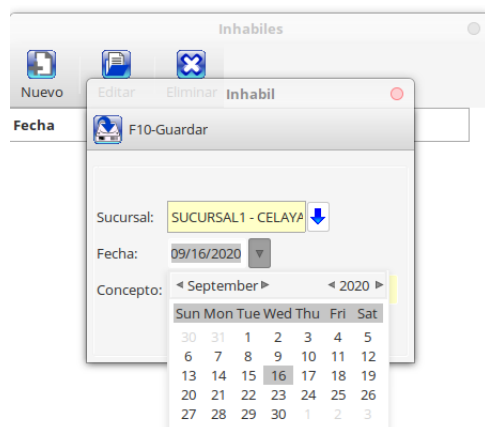 Inhabiles
Nuevo Editar Eliminar
Fecha
Inhabil
F10-Guardar
Sucursal: SUCURSAL1 - CELAYA
Fecha: 09/16/2020
Concepto:
September 2020
Sun Mon Tue Wed Thu Fri Sat
30 31 1 2 3 4 5
6 7 8 9 10 11 12
13 14 15 16 17 18 19
20 21 22 23 24 25 26
27 28 29 30 1 2 3